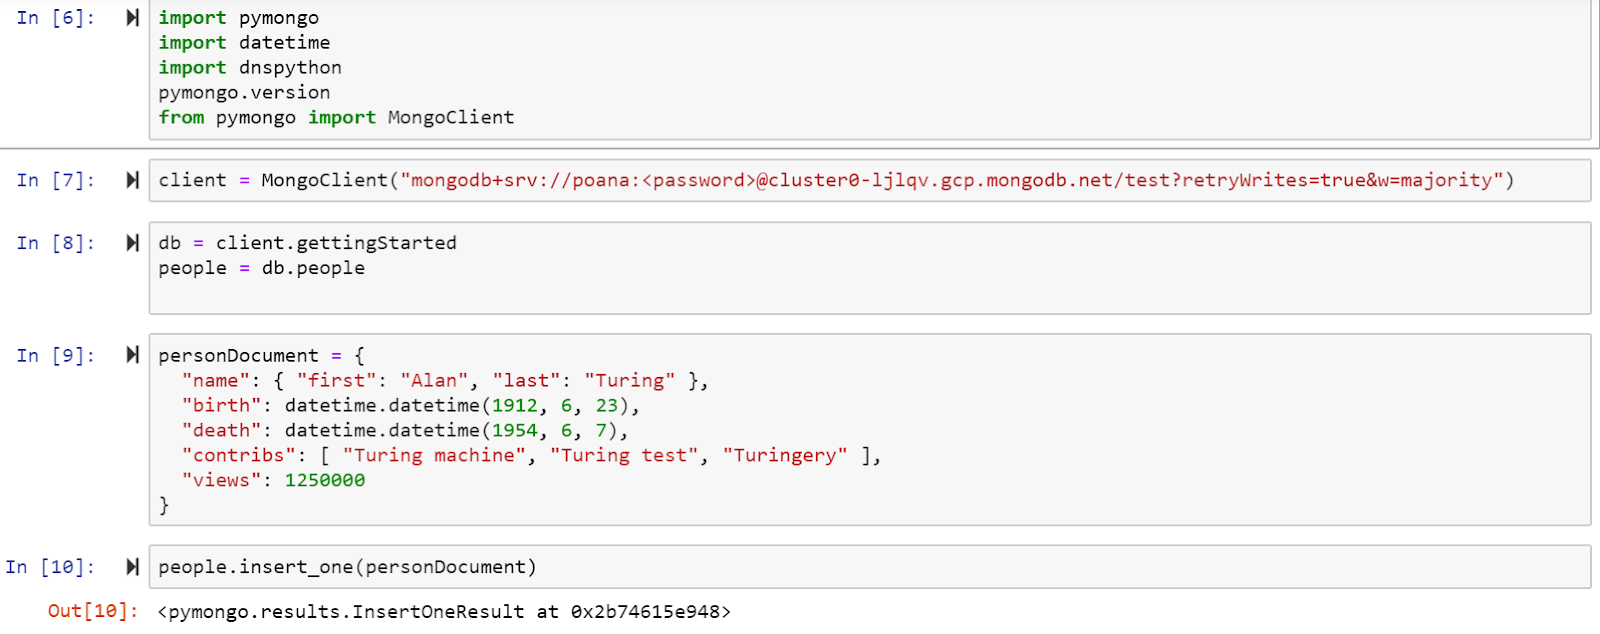 In [6]:
import pymongo
import datetime
import dnspython
pymongo.version
from pymongo import MongoClient
In [7]:
client = MongoClient("mongodb+srv://poana:<password>@cluster0-ljlqv.gcp.mongodb.net/test?retryWrites=true&w=majority")
In [8]:
db = client.gettingStarted
people = db.people
In [9]:
personDocument = {
  "name": { "first": "Alan", "last": "Turing" },
  "birth": datetime.datetime(1912, 6, 23),
  "death": datetime.datetime(1954, 6, 7),
  "contribs": [ "Turing machine", "Turing test", "Turingery" ],
  "views": 1250000
}
In [10]:
people.insert_one(personDocument)
Out[10]:
<pymongo.results.InsertOneResult at 0x2b74615e948>